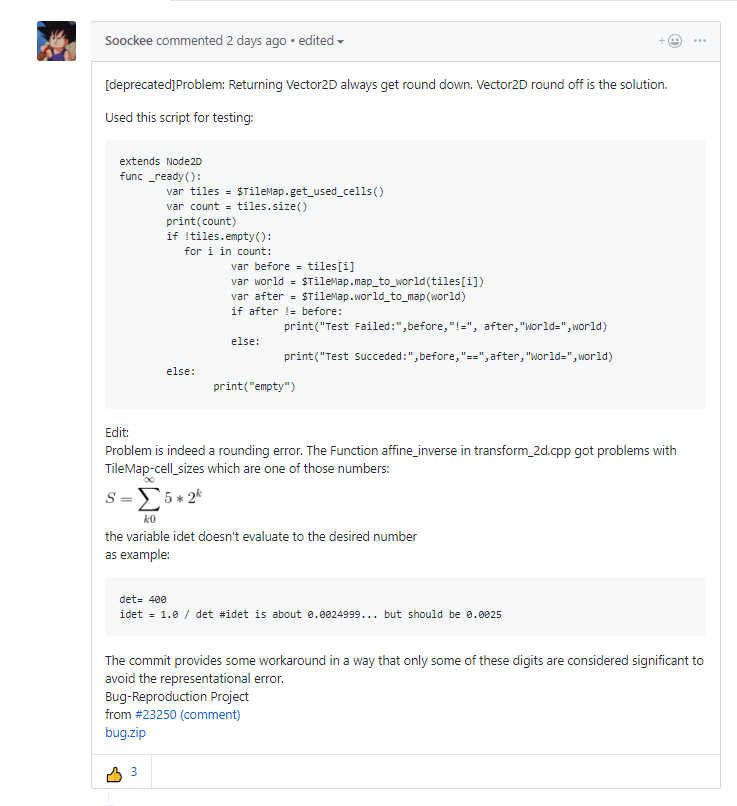 Soockee commented 2 days ago • edited
[deprecated]Problem: Returning Vector2D always get round down. Vector2D round off is the solution.
Used this script for testing:
extends Node2D
func _ready():
var tiles = $TileMap.get_used_cells()
var count = tiles.size()
print(count)
if !tiles.empty():
for i in count:
var before = tiles[i]
var world = $TileMap.map_to_world(tiles[i])
var after = $TileMap.world_to_map(world)
if after != before:
print("Test Failed:",before,"!=", after,"World=",world)
else:
print("Test Succeded:",before,"==",after,"World=",world)
else:
print("empty")
Edit:
Problem is indeed a rounding error. The Function affine_inverse in transform_2d.cpp got problems with
TileMap-cell_sizes which are one of those numbers:
∞
S = ∑ 5 * 2^k
k0
the variable idet doesn't evaluate to the desired number
as example:
det= 400
idet = 1.0 / det #idet is about 0.0024999... but should be 0.0025
The commit provides some workaround in a way that only some of these digits are considered significant to
avoid the representational error.
Bug-Reproduction Project
from #23250 (comment)
bug.zip
3